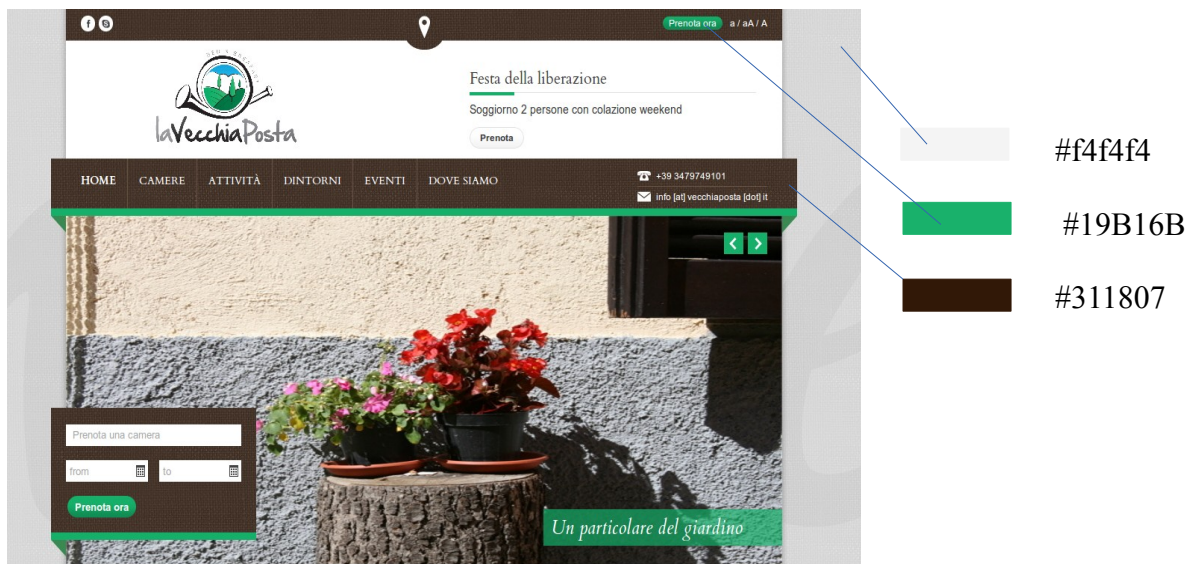 Prenota ora a / aA / A
BED & BREAKFAST
laVecchiaPosta
Festa della liberazione
Soggiorno 2 persone con colazione weekend
Prenota
HOME CAMERE ATTIVITÀ DINTORNI EVENTI DOVE SIAMO
+39 3479749101
info [at] vecchiaposta [dot] it
Prenota una camera
from to
Prenota ora
Un particolare del giardino
#f4f4f4
#19B16B
#311807